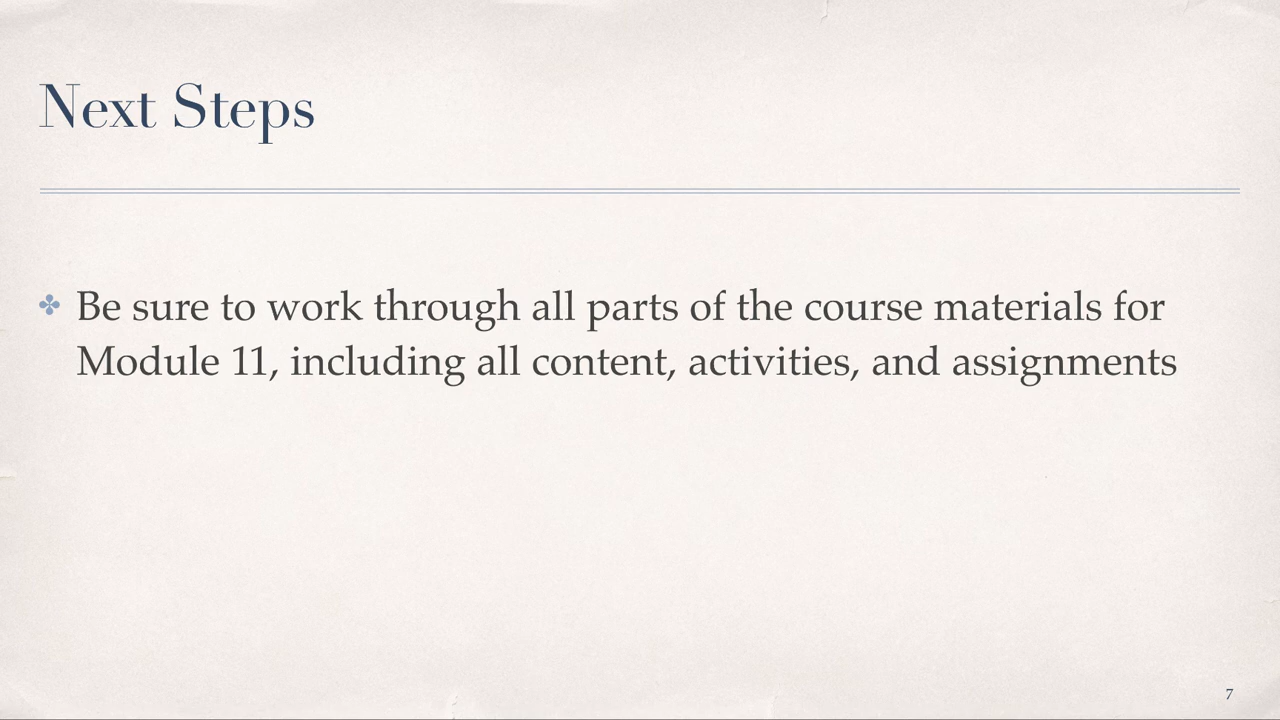 Next Steps
Be sure to work through all parts of the course materials for
Module 11, including all content, activities, and assignments
7